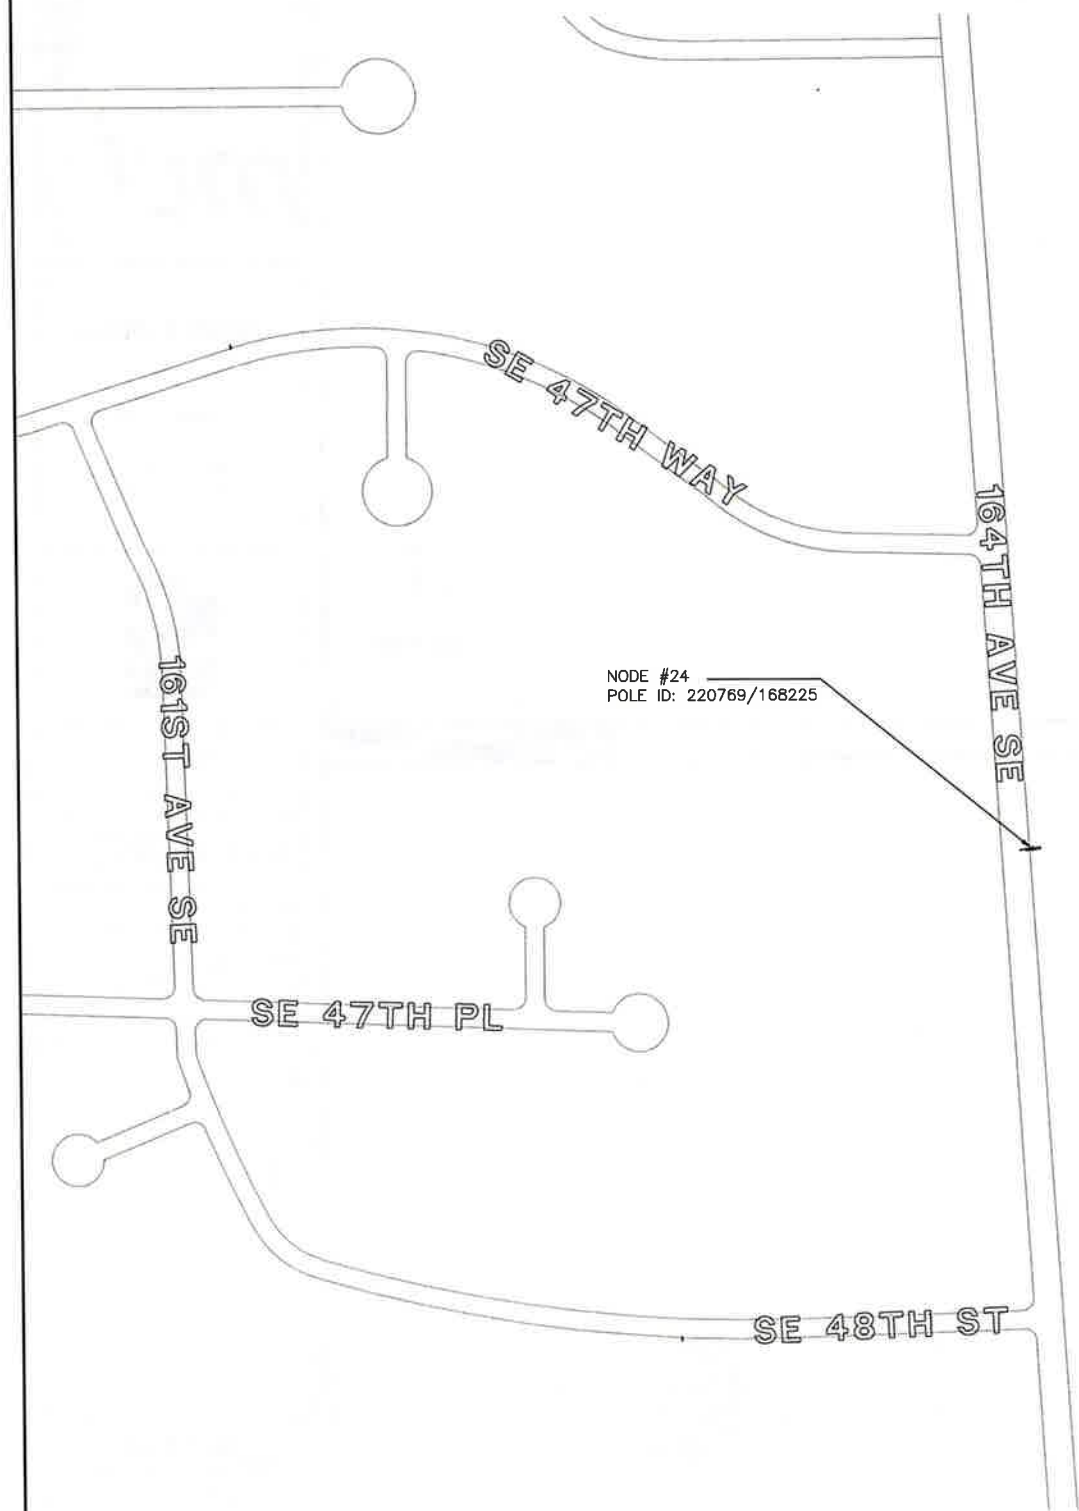 SE 47TH WAY
164TH AVE SE
NODE #24
POLE ID: 220769/168225
161ST AVE SE
SE 47TH PL
SE 48TH ST